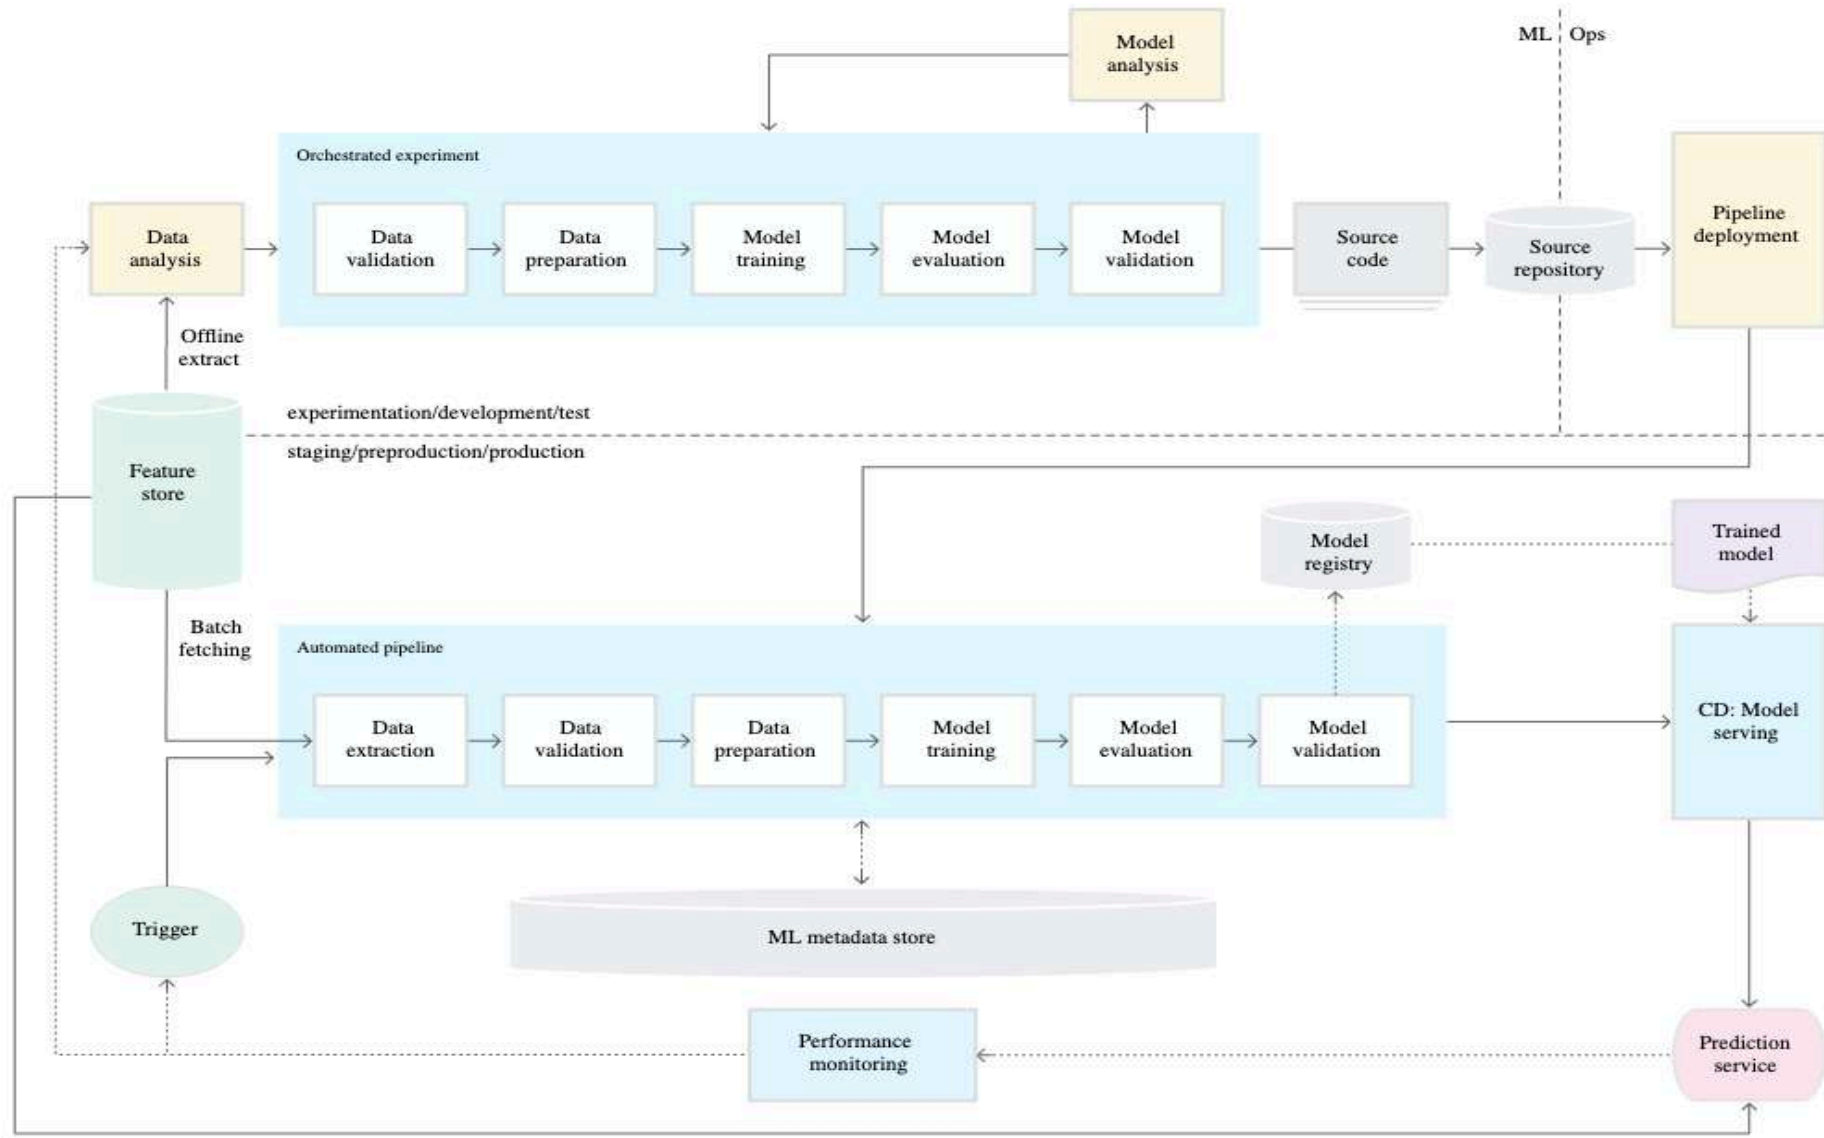 ML
Ops
Model
analysis
Orchestrated experiment
Data
analysis
Data
validation
Data
preparation
Model
training
Model
evaluation
Model
validation
Source
code
Source
repository
Pipeline
deployment
Offline
extract
experimentation/development/test
staging/preproduction/production
Feature
store
Model
registry
Trained
model
Batch
fetching
Automated pipeline
Data
extraction
Data
validation
Data
preparation
Model
training
Model
evaluation
Model
validation
CD: Model
serving
Trigger
ML metadata store
Performance
monitoring
Prediction
service